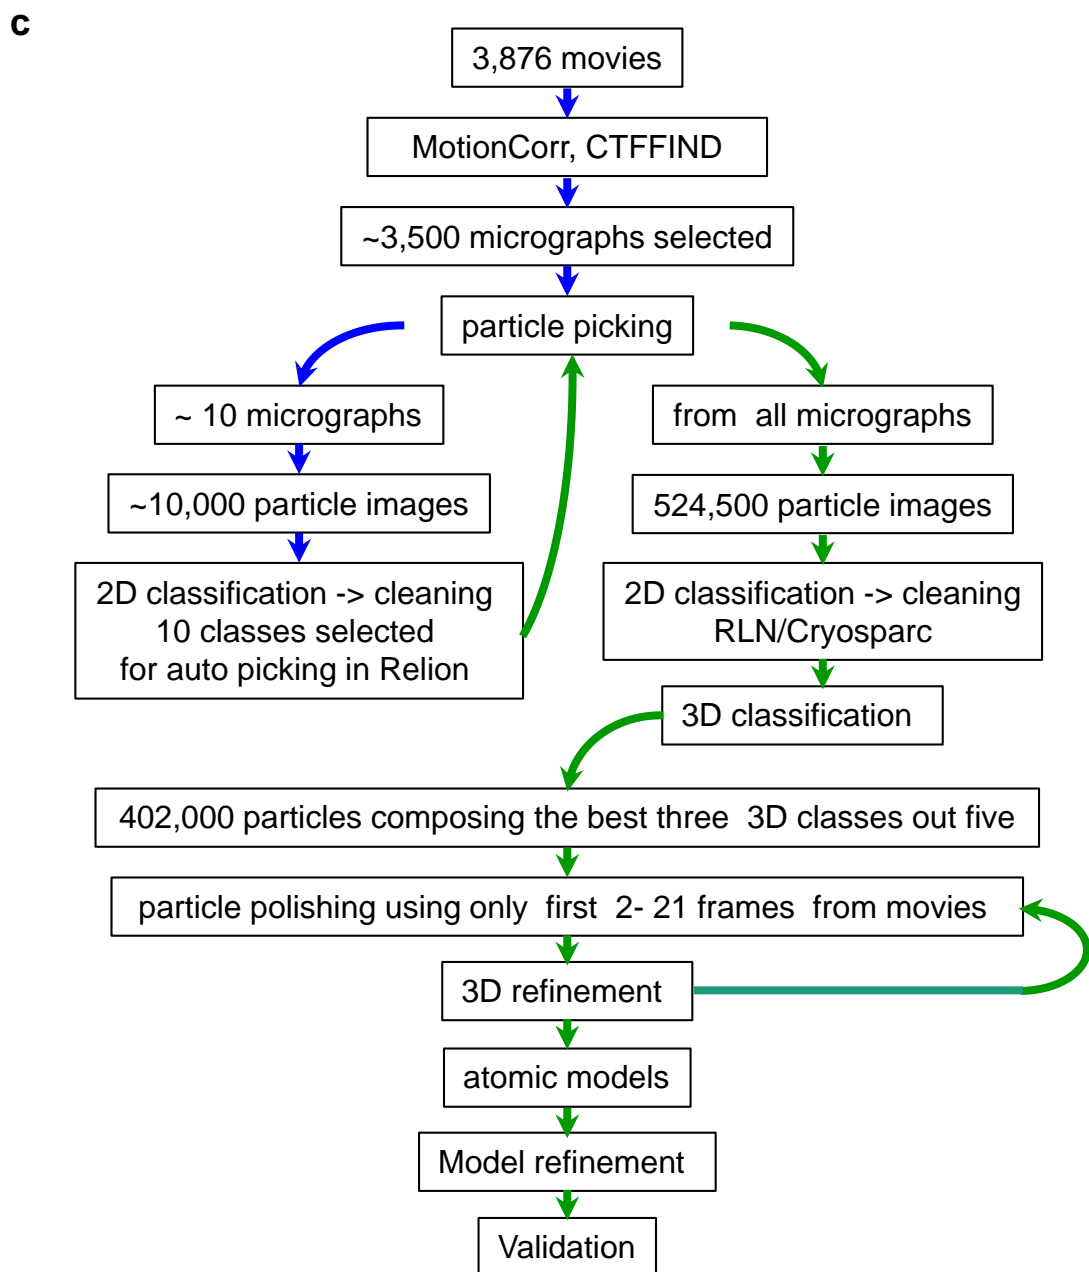 c
3,876 movies
MotionCorr, CTFFIND
~3,500 micrographs selected
particle picking
~ 10 micrographs
~10,000 particle images
2D classification -> cleaning
10 classes selected
for auto picking in Relion
from all micrographs
524,500 particle images
2D classification -> cleaning
RLN/Cryosparc
3D classification
402,000 particles composing the best three 3D classes out five
particle polishing using only first 2- 21 frames from movies
3D refinement
atomic models
Model refinement
Validation